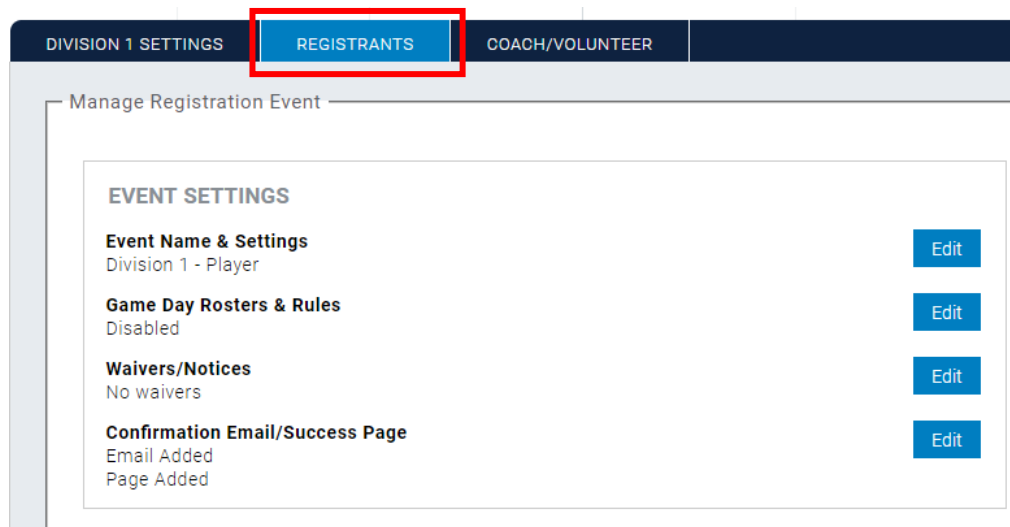 DIVISION 1 SETTINGS REGISTRANTS COACH/VOLUNTEER
Manage Registration Event
EVENT SETTINGS
Event Name & Settings
Division 1 - Player
Edit
Game Day Rosters & Rules
Disabled
Edit
Waivers/Notices
No waivers
Edit
Confirmation Email/Success Page
Email Added
Page Added
Edit